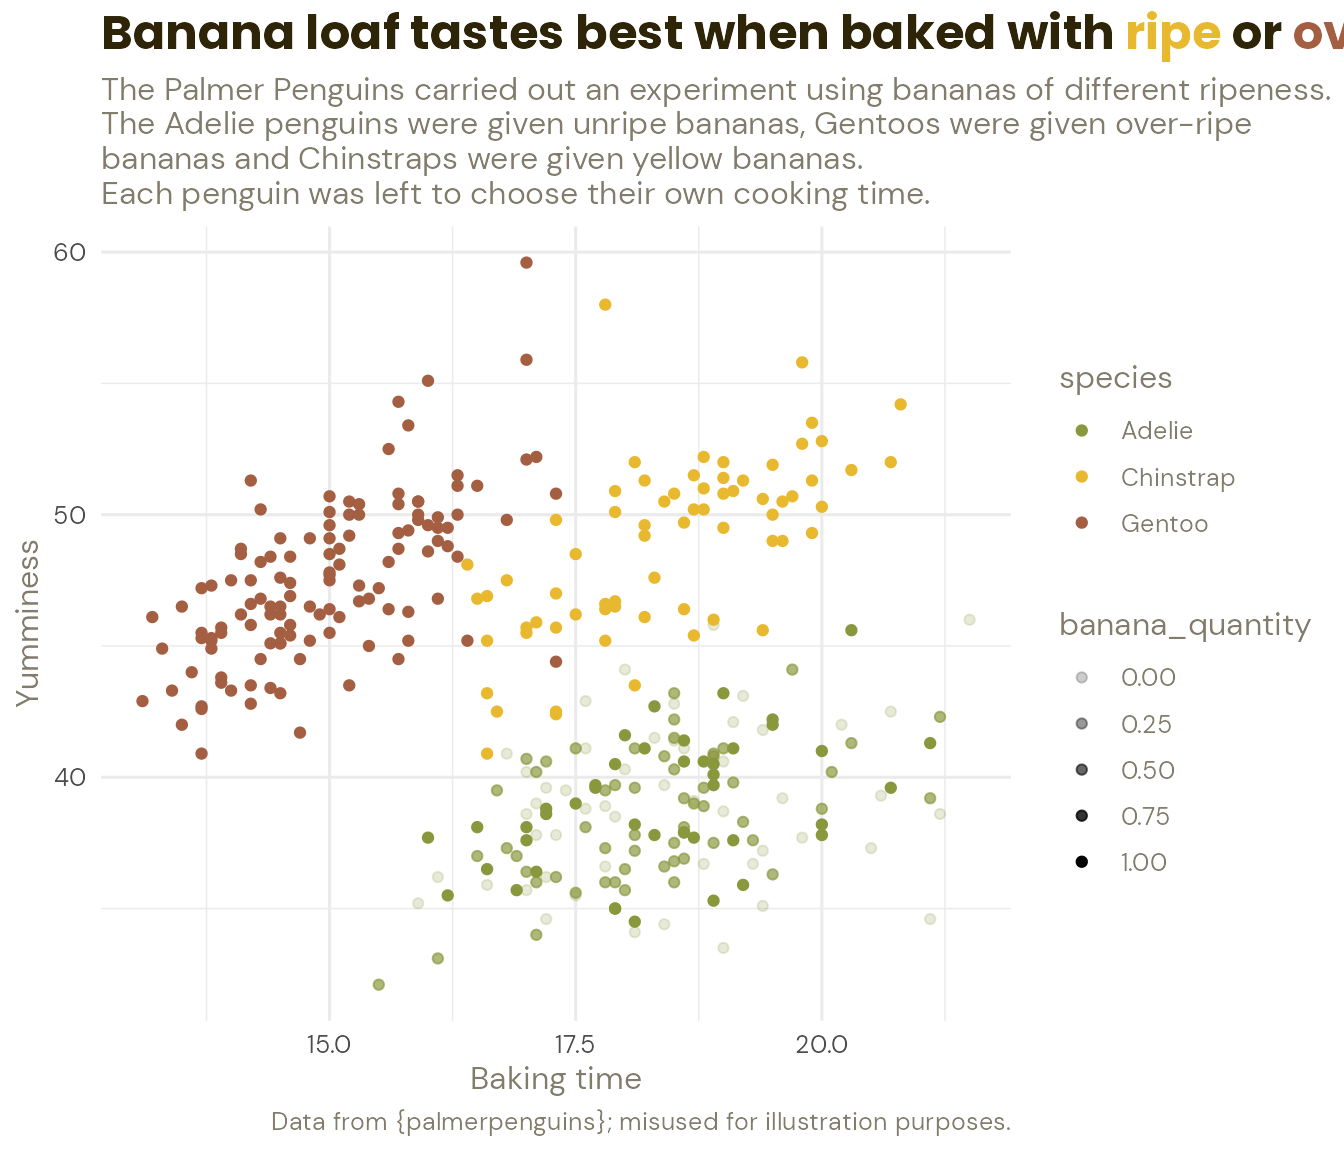 Banana loaf tastes best when baked with ripe or ov
The Palmer Penguins carried out an experiment using bananas of different ripeness.
The Adelie penguins were given unripe bananas, Gentoos were given over-ripe
bananas and Chinstraps were given yellow bananas.
Each penguin was left to choose their own cooking time.
60
50
40
Yumminess
15.0
17.5
20.0
Baking time
species
Adelie
Chinstrap
Gentoo
banana_quantity
0.00
0.25
0.50
0.75
1.00
Data from {palmerpenguins}; misused for illustration purposes.